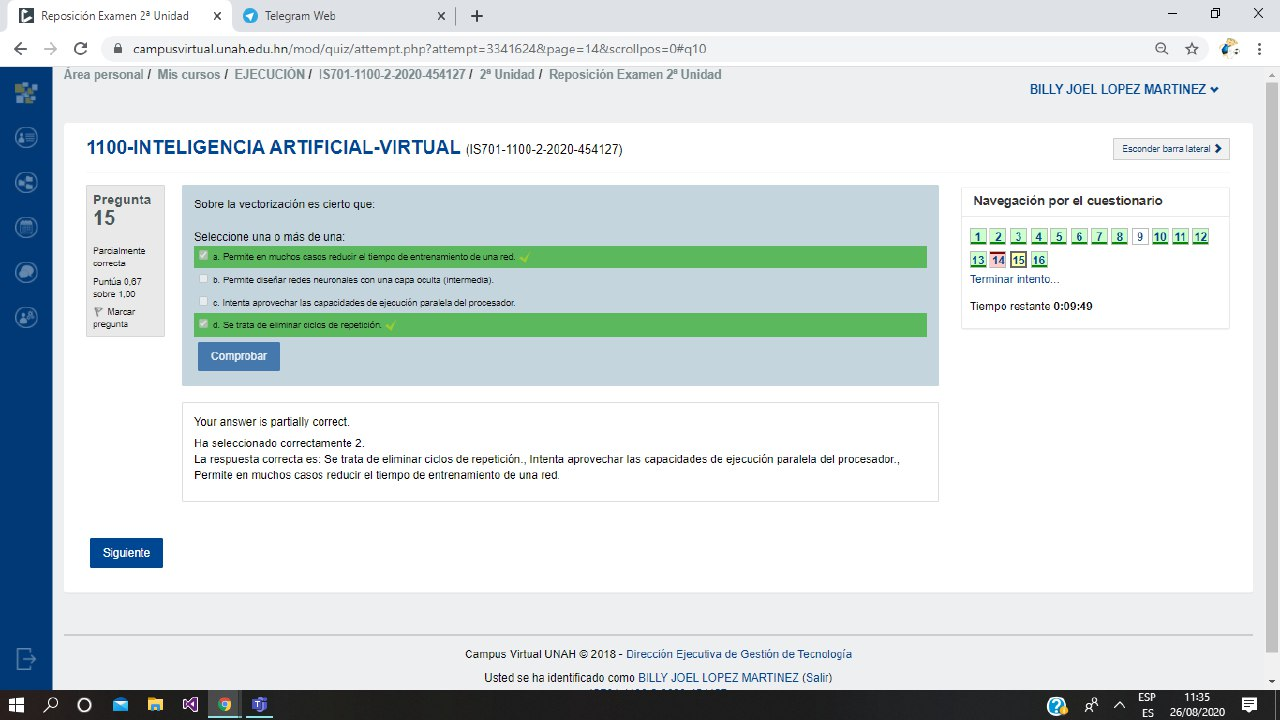 Reposición Examen 2ª Unidad
Telegram Web
campusvirtual.unah.edu.hn/mod/quiz/attempt.php?attempt=3341624&page=14&scrollpos=0#q10
Área personal / Mis cursos / EJECUCIÓN / IS701-1100-2-2020-454127 / 2ª Unidad / Reposición Examen 2ª Unidad
BILLY JOEL LOPEZ MARTINEZ
1100-INTELIGENCIA ARTIFICIAL-VIRTUAL (IS701-1100-2-2020-454127)
Esconder barra lateral
Pregunta
15
Parcialmente
correcta
Puntúa 0,67
sobre 1,00
Marcar
pregunta
Sobre la vectorización es cierto que:
Seleccione una o más de una:
a. Permite en muchos casos reducir el tiempo de entrenamiento de una red.
b. Permite diseñar redes neuronales con una capa oculta (intermedia).
c. Intenta aprovechar las capacidades de ejecución paralela del procesador.
d. Se trata de eliminar ciclos de repetición.
Comprobar
Your answer is partially correct.
Ha seleccionado correctamente 2.
La respuesta correcta es: Se trata de eliminar ciclos de repetición., Intenta aprovechar las capacidades de ejecución paralela del procesador.,
Permite en muchos casos reducir el tiempo de entrenamiento de una red.
Siguiente
Navegación por el cuestionario
1 2 3 4 5 6 7 8 9 10 11 12
13 14 15 16
Terminar intento...
Tiempo restante 0:09:49
Campus Virtual UNAH © 2018 - Dirección Ejecutiva de Gestión de Tecnología
Usted se ha identificado como BILLY JOEL LOPEZ MARTINEZ (Salir)
ESP
ES
11:35
26/08/2020